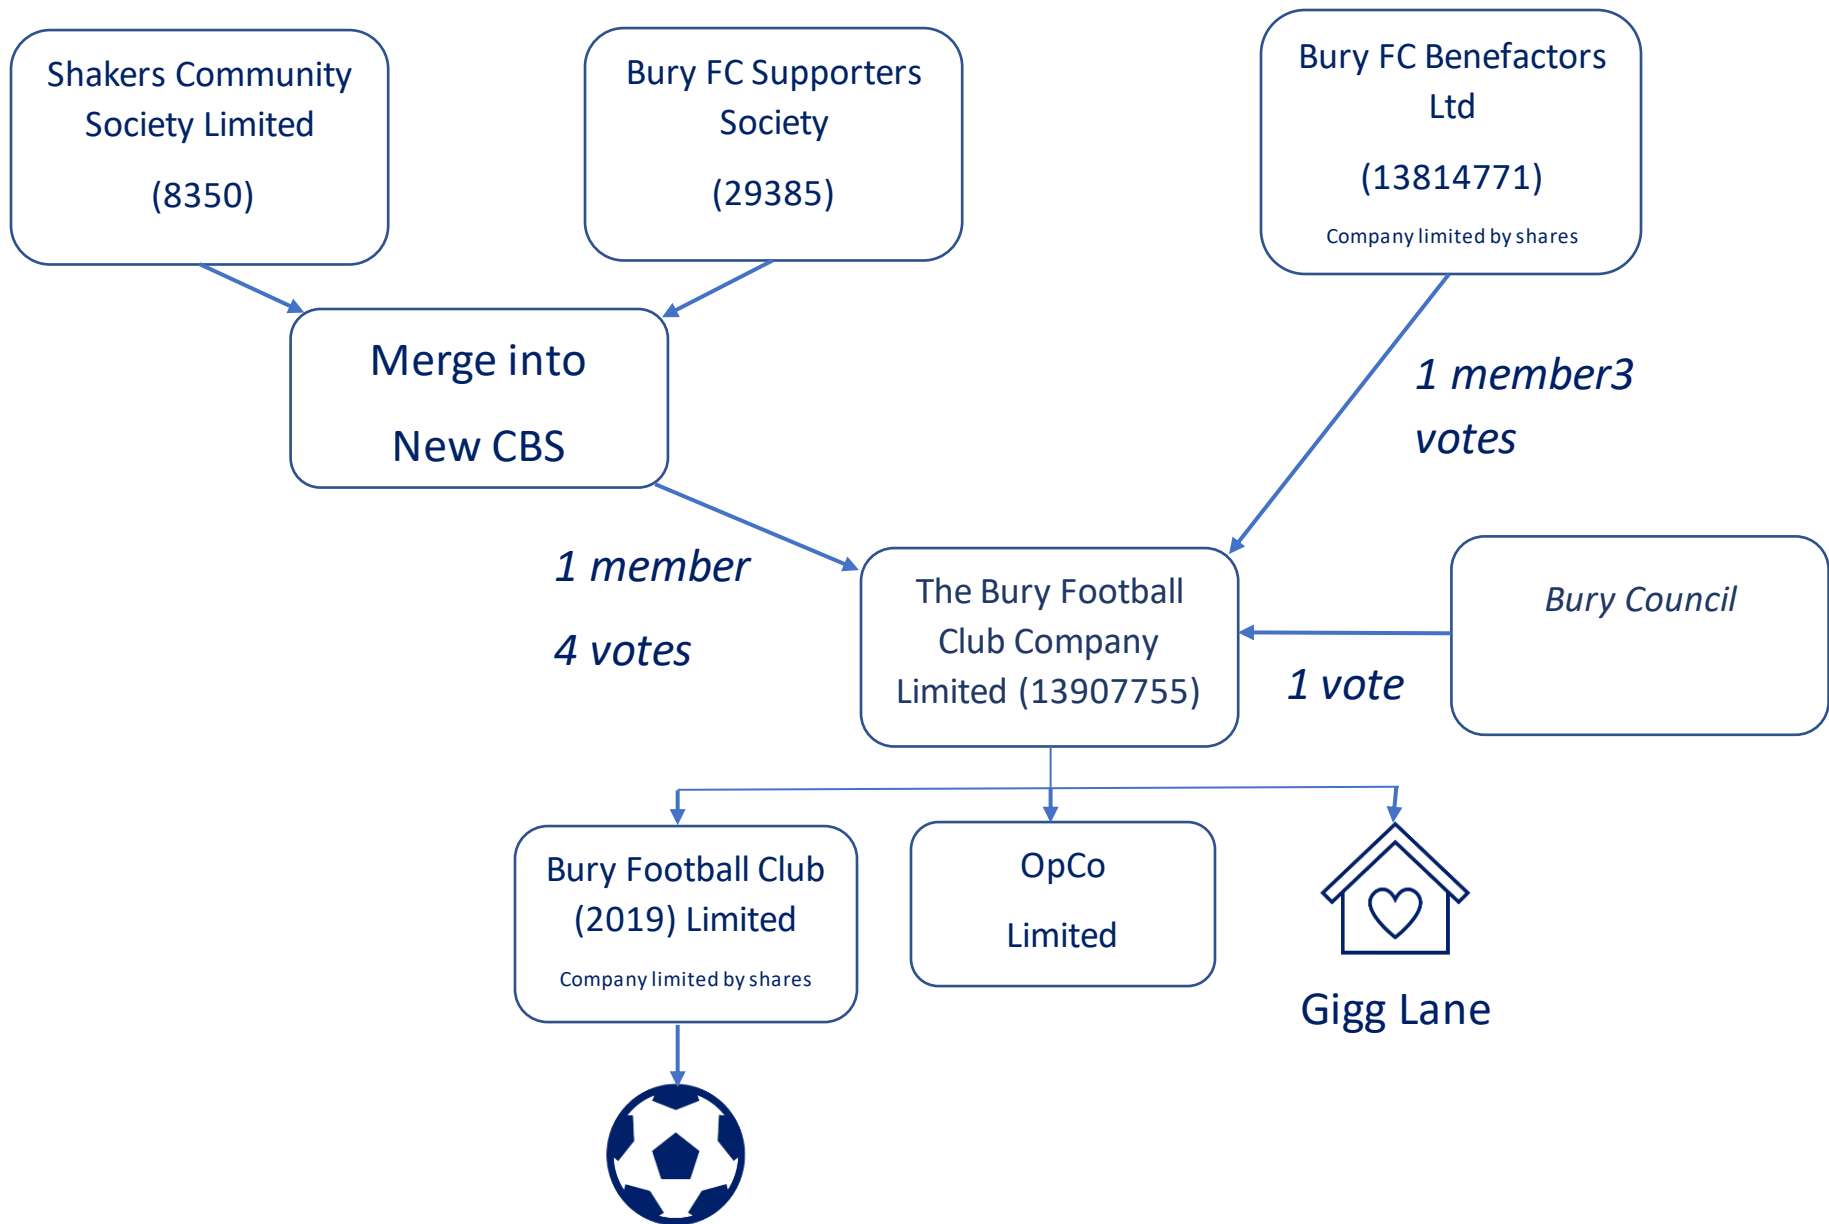 Shakers Community
Society Limited
(8350)
Bury FC Supporters
Society
(29385)
Bury FC Benefactors
Ltd
(13814771)
Company limited by shares
Merge into
New CBS
1 member3
votes
1 member
4 votes
The Bury Football
Club Company
Limited (13907755)
Bury Council
1 vote
Bury Football Club
(2019) Limited
Company limited by shares
OpCo
Limited
Gigg Lane